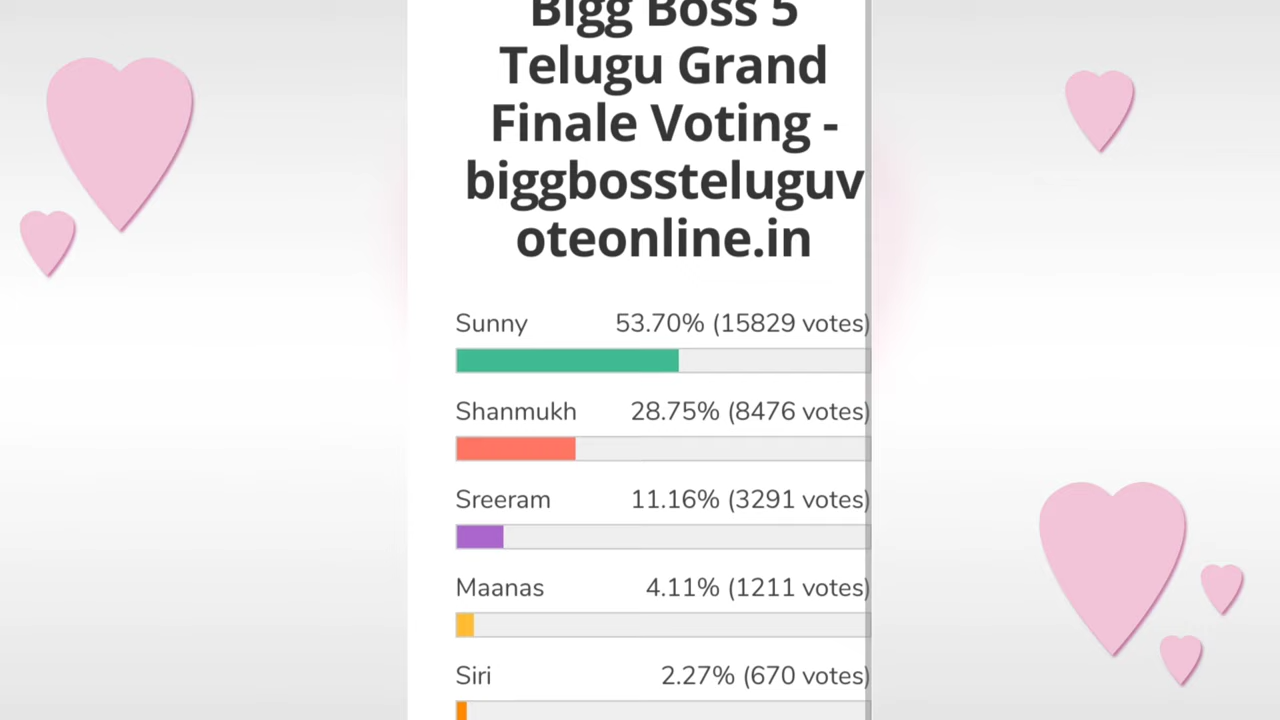 Bigg Boss 5
Telugu Grand
Finale Voting -
biggbossteluguv
oteonline.in
Sunny 53.70% (15829 votes)
Shanmukh 28.75% (8476 votes)
Sreeram 11.16% (3291 votes)
Maanas 4.11% (1211 votes)
Siri 2.27% (670 votes)